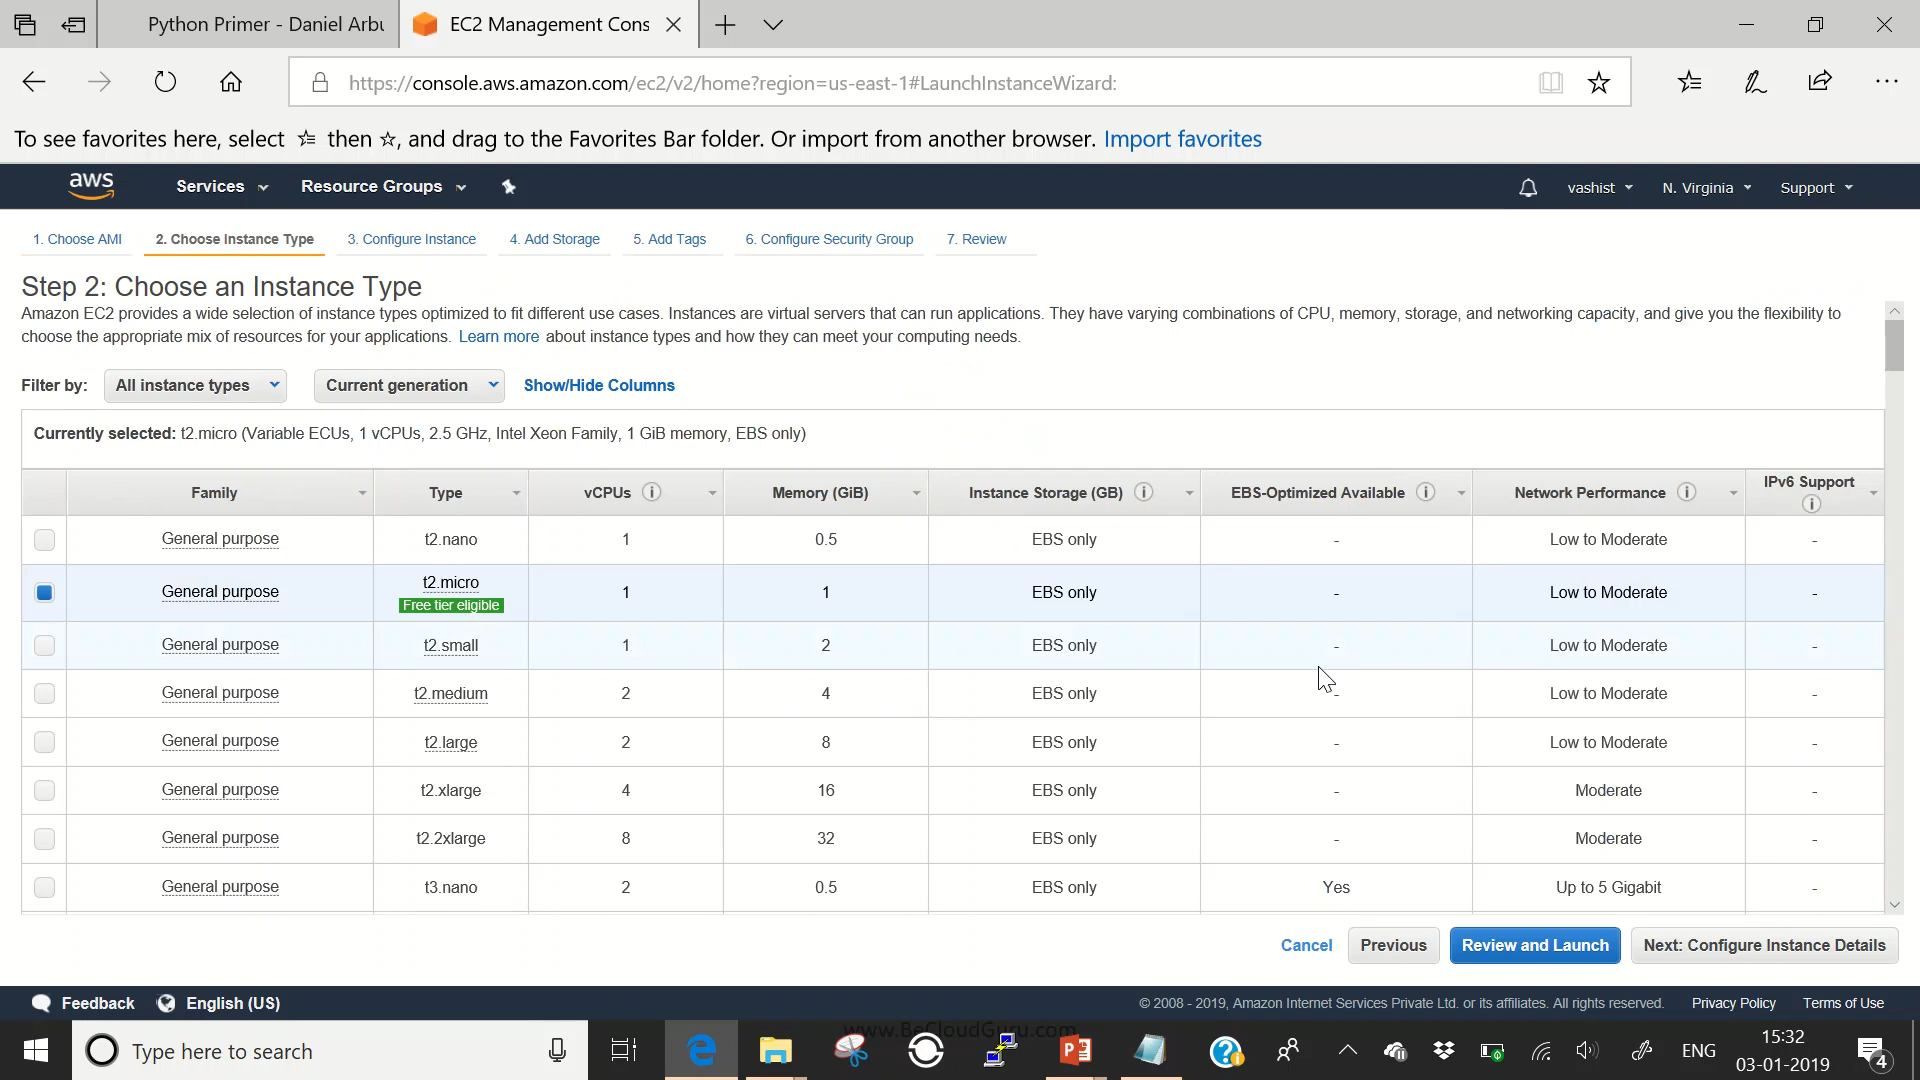 Python Primer - Daniel Arbu
EC2 Management Cons
https://console.aws.amazon.com/ec2/v2/home?region=us-east-1#LaunchInstanceWizard:
To see favorites here, select then , and drag to the Favorites Bar folder. Or import from another browser. Import favorites
aws Services Resource Groups vashist N. Virginia Support
1. Choose AMI 2. Choose Instance Type 3. Configure Instance 4. Add Storage 5. Add Tags 6. Configure Security Group 7. Review
Step 2: Choose an Instance Type
Amazon EC2 provides a wide selection of instance types optimized to fit different use cases. Instances are virtual servers that can run applications. They have varying combinations of CPU, memory, storage, and networking capacity, and give you the flexibility to
choose the appropriate mix of resources for your applications. Learn more about instance types and how they can meet your computing needs.
Filter by: All instance types Current generation Show/Hide Columns
Currently selected: t2.micro (Variable ECUs, 1 vCPUs, 2.5 GHz, Intel Xeon Family, 1 GiB memory, EBS only)
Family Type vCPUs Memory (GiB) Instance Storage (GB) EBS-Optimized Available Network Performance IPv6 Support
General purpose t2.nano 1 0.5 EBS only - Low to Moderate -
General purpose t2.micro 1 1 EBS only - Low to Moderate -
Free tier eligible
General purpose t2.small 1 2 EBS only - Low to Moderate -
General purpose t2.medium 2 4 EBS only - Low to Moderate -
General purpose t2.large 2 8 EBS only - Low to Moderate -
General purpose t2.xlarge 4 16 EBS only - Moderate -
General purpose t2.2xlarge 8 32 EBS only - Moderate -
General purpose t3.nano 2 0.5 EBS only Yes Up to 5 Gigabit -
Cancel Previous Review and Launch Next: Configure Instance Details
Feedback English (US) © 2008 - 2019, Amazon Internet Services Private Ltd. or its affiliates. All rights reserved. Privacy Policy Terms of Use
www.BeCloudGuru.com
Type here to search ENG 15:32
03-01-2019
4